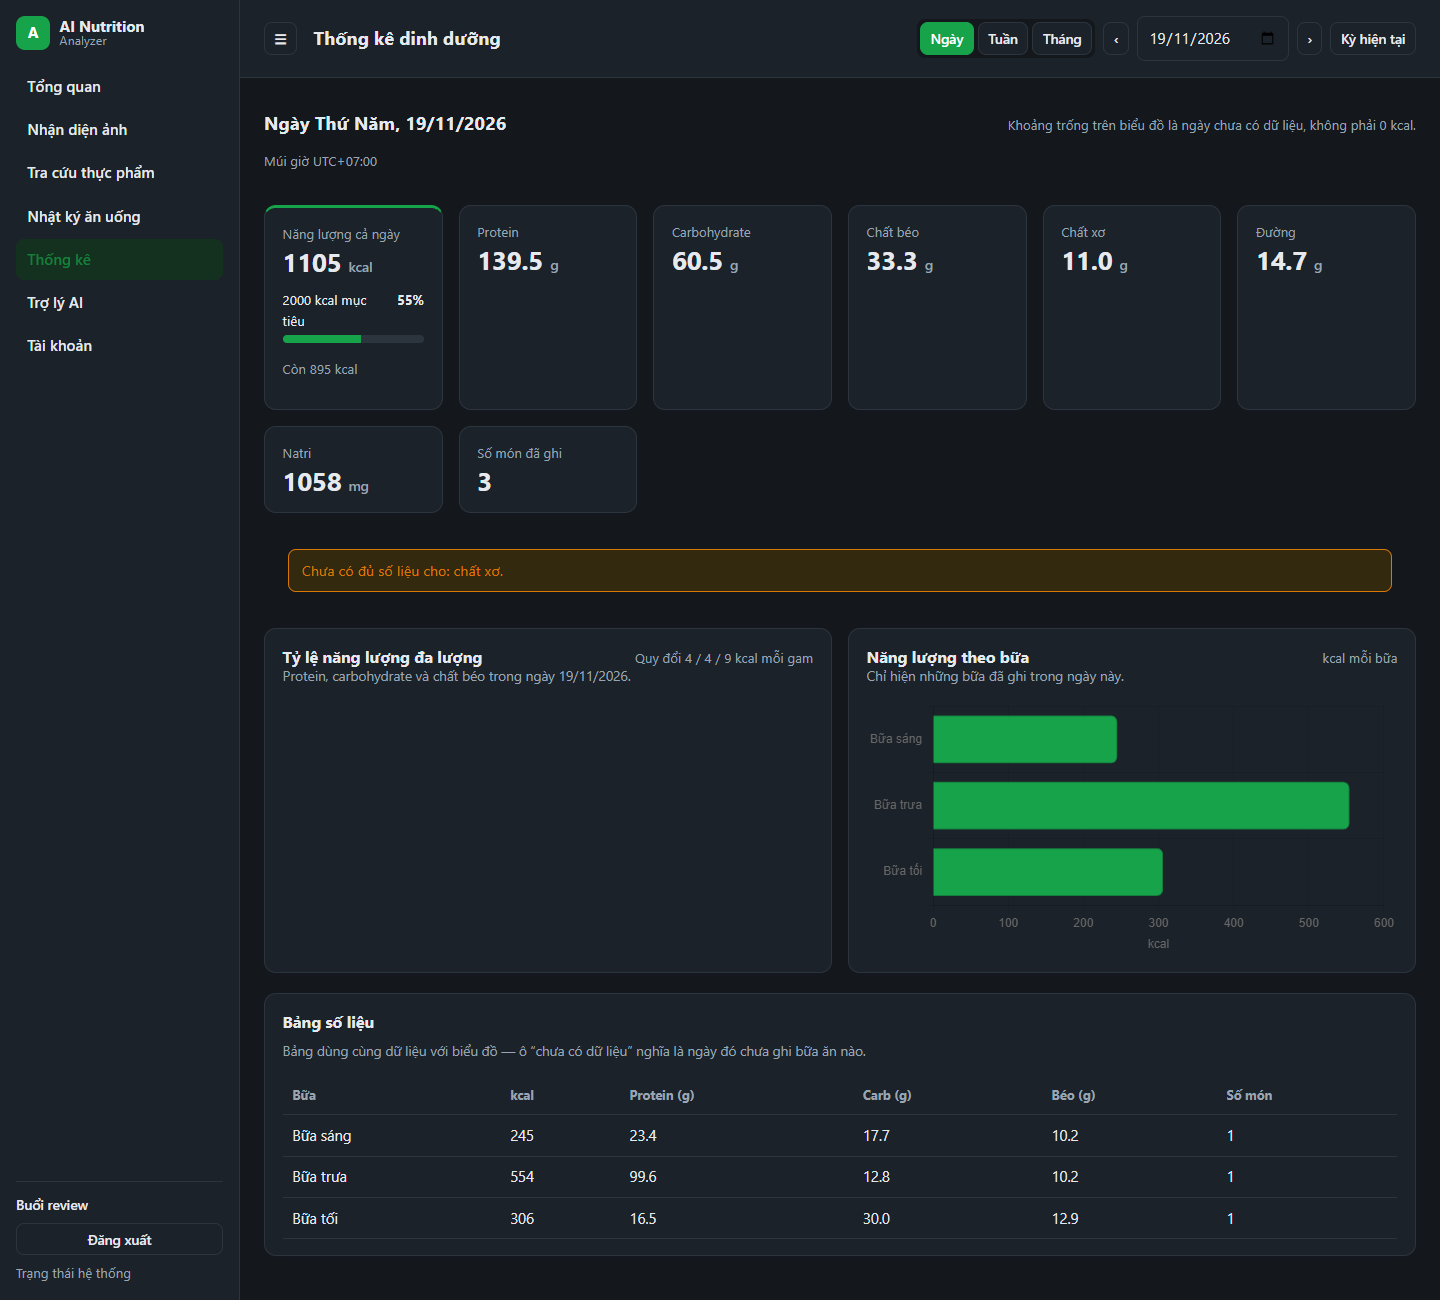 A
AI Nutrition
Analyzer
Tổng quan
Nhận diện ảnh
Tra cứu thực phẩm
Nhật ký ăn uống
Thống kê
Trợ lý AI
Tài khoản
Buổi review
Đăng xuất
Trạng thái hệ thống
☰ Thống kê dinh dưỡng
Ngày Tuần Tháng ‹ 19/11/2026 › Kỳ hiện tại
Ngày Thứ Năm, 19/11/2026
Múi giờ UTC+07:00
Khoảng trống trên biểu đồ là ngày chưa có dữ liệu, không phải 0 kcal.
Năng lượng cả ngày
1105 kcal
2000 kcal mục tiêu 55%
Còn 895 kcal
Protein
139.5 g
Carbohydrate
60.5 g
Chất béo
33.3 g
Chất xơ
11.0 g
Đường
14.7 g
Natri
1058 mg
Số món đã ghi
3
Chưa có đủ số liệu cho: chất xơ.
Tỷ lệ năng lượng đa lượng
Quy đổi 4 / 4 / 9 kcal mỗi gam
Protein, carbohydrate và chất béo trong ngày 19/11/2026.
Năng lượng theo bữa
kcal mỗi bữa
Chỉ hiện những bữa đã ghi trong ngày này.
Bữa sáng
Bữa trưa
Bữa tối
0 100 200 300 400 500 600
kcal
Bảng số liệu
Bảng dùng cùng dữ liệu với biểu đồ — ô “chưa có dữ liệu” nghĩa là ngày đó chưa ghi bữa ăn nào.
Bữa kcal Protein (g) Carb (g) Béo (g) Số món
Bữa sáng 245 23.4 17.7 10.2 1
Bữa trưa 554 99.6 12.8 10.2 1
Bữa tối 306 16.5 30.0 12.9 1